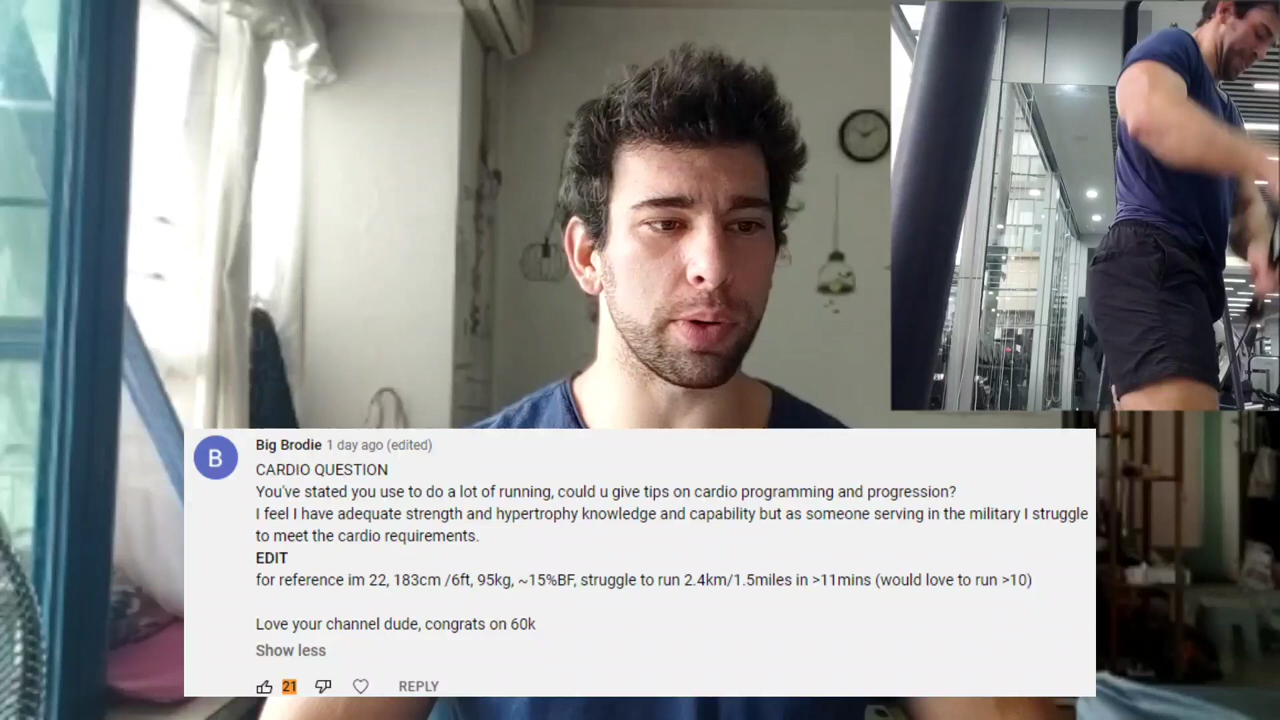 B
Big Brodie 1 day ago (edited)
CARDIO QUESTION
You've stated you use to do a lot of running, could u give tips on cardio programming and progression?
I feel I have adequate strength and hypertrophy knowledge and capability but as someone serving in the military I struggle
to meet the cardio requirements.
EDIT
for reference im 22, 183cm /6ft, 95kg, ~15%BF, struggle to run 2.4km/1.5miles in >11mins (would love to run >10)
Love your channel dude, congrats on 60k
Show less
21 REPLY